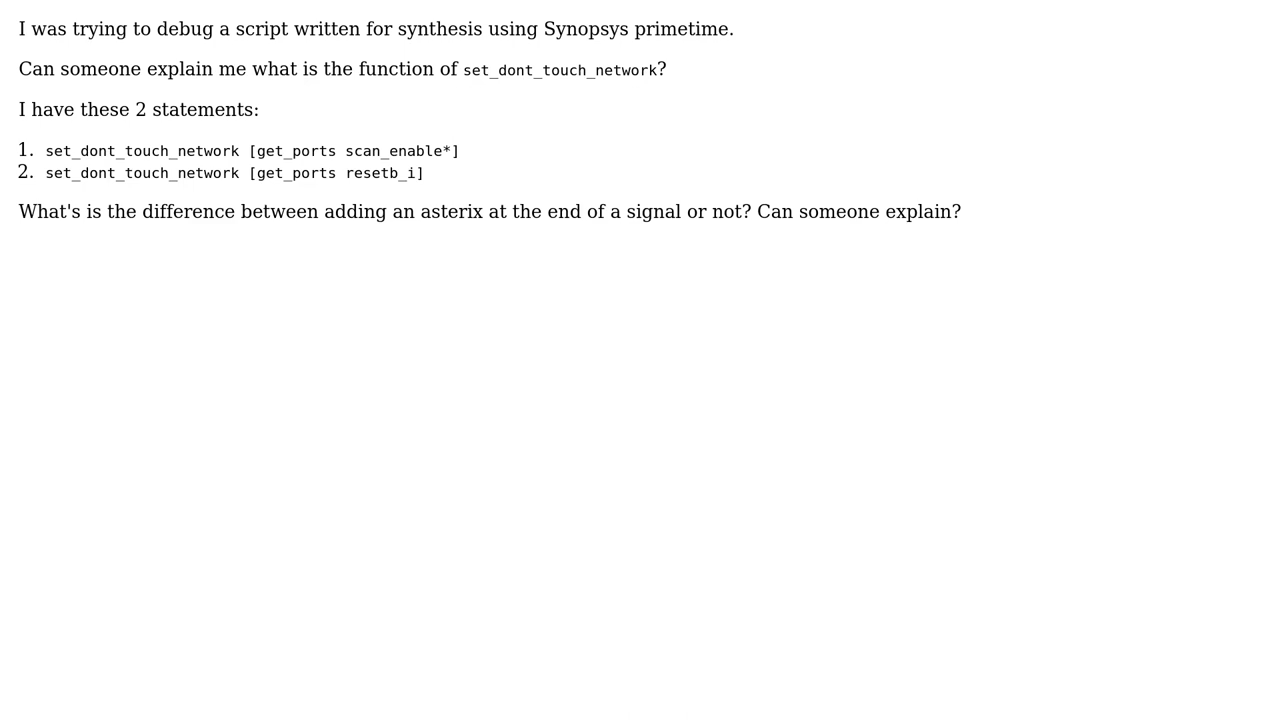 I was trying to debug a script written for synthesis using Synopsys primetime.
Can someone explain me what is the function of set_dont_touch_network?
I have these 2 statements:
1. set_dont_touch_network [get_ports scan_enable*]
2. set_dont_touch_network [get_ports resetb_i]
What's is the difference between adding an asterix at the end of a signal or not? Can someone explain?